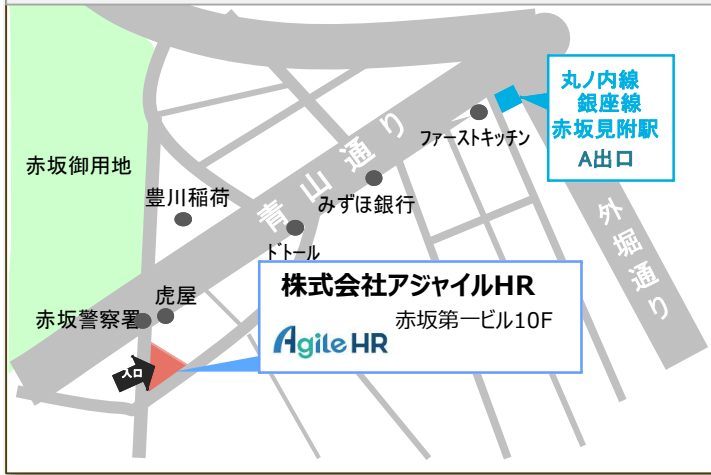 丸ノ内線
銀座線
赤坂見附駅
A出口
ファーストキッチン
赤坂御用地
青山通り
豊川稲荷
みずほ銀行
外堀通り
ドトール
株式会社アジャイルHR
赤坂第一ビル10F
Agile HR
虎屋
赤坂警察署
入口